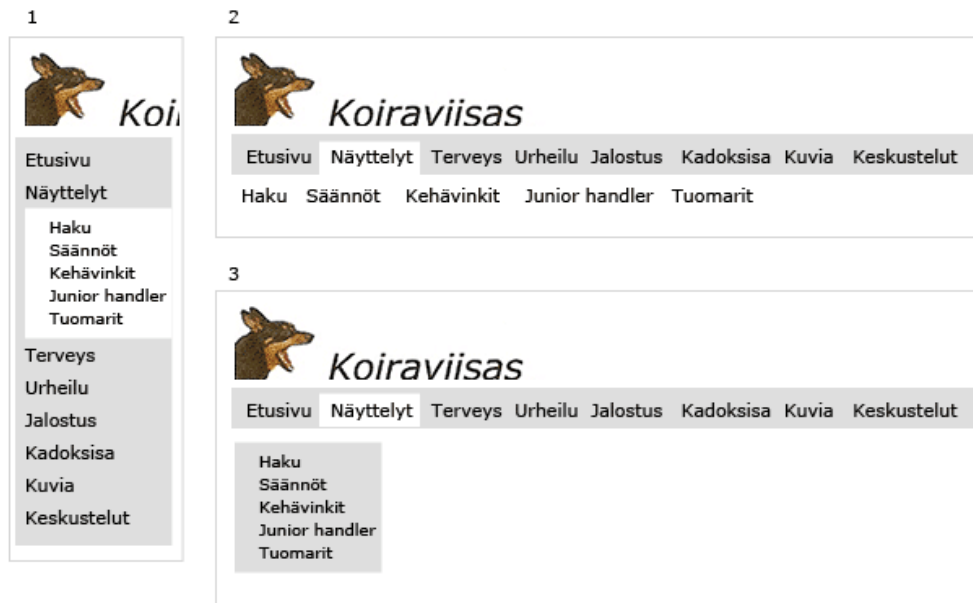 1
Koi
Etusivu
Näyttelyt
Haku
Säännöt
Kehävinkit
Junior handler
Tuomarit
Terveys
Urheilu
Jalostus
Kadoksisa
Kuvia
Keskustelut
2
Koiraviisas
Etusivu Näyttelyt Terveys Urheilu Jalostus Kadoksisa Kuvia Keskustelut
Haku Säännöt Kehävinkit Junior handler Tuomarit
3
Koiraviisas
Etusivu Näyttelyt Terveys Urheilu Jalostus Kadoksisa Kuvia Keskustelut
Haku
Säännöt
Kehävinkit
Junior handler
Tuomarit